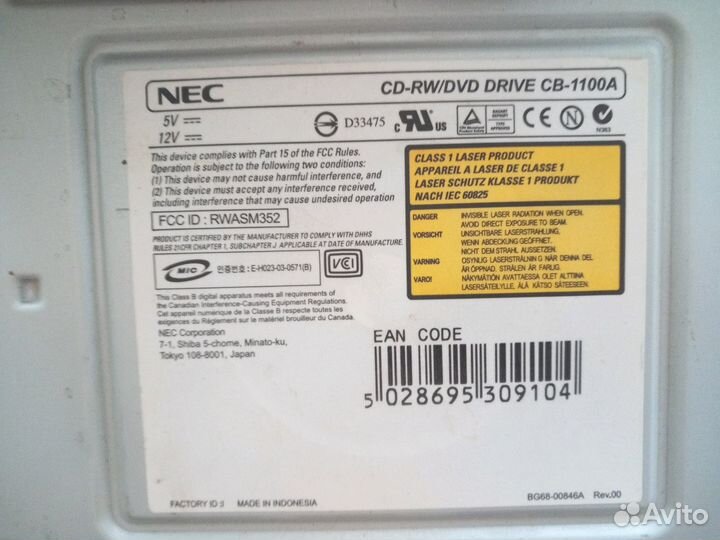 NEC
CD-RW/DVD DRIVE CB-1100A
5V
12V
D33475
c UL us
TYPE APPROVED
CE
N
N363
This device complies with Part 15 of the FCC Rules.
Operation is subject to the following two conditions:
(1) This device may not cause harmful interference, and
(2) This device must accept any interference received,
including interference that may cause undesired operation
FCC ID : RWASM352
PRODUCT IS CERTIFIED BY THE MANUFACTURER TO COMPLY WITH DHHS
RULES 21CFR CHAPTER 1, SUBCHAPTER J APPLICABLE AT DATE OF MANUFACTURE.
MIC
인증번호 : E-H023-03-0571(B)
VCI
This Class B digital apparatus meets all requirements of
the Canadian Interference-Causing Equipment Regulations.
Cet appareil numérique de la Classe B respecte toutes les
exigences du Règlement sur le matériel brouilleur du Canada.
NEC Corporation
7-1, Shiba 5-chome, Minato-ku,
Tokyo 108-8001, Japan
CLASS 1 LASER PRODUCT
APPAREIL A LASER DE CLASSE 1
LASER SCHUTZ KLASSE 1 PRODUKT
NACH IEC 60825
DANGER INVISIBLE LASER RADIATION WHEN OPEN.
AVOID DIRECT EXPOSURE TO BEAM.
VORSICHT UNSICHTBARE LASERSTRAHLUNG,
WENN ABDECKUNG GEÖFFNET.
NICHT DEM STRAHL AUSSETZEN.
VARNING OSYNLIG LASERSTRÅLNIN G NÄR DENNA DEL
ÄR ÖPPNAD. STRÅLEN ÄR FARLIG.
VARO! NÄKYMÄTÖN AVATTAESSA OLET ALTTINA
LASERSÄTEILYLLE, ÄLÄ KÄTSO SÄTEESEEN.
EAN CODE
5 028695 309104
FACTORY ID :
MADE IN INDONESIA
BG68-00846A Rev.00
Avito